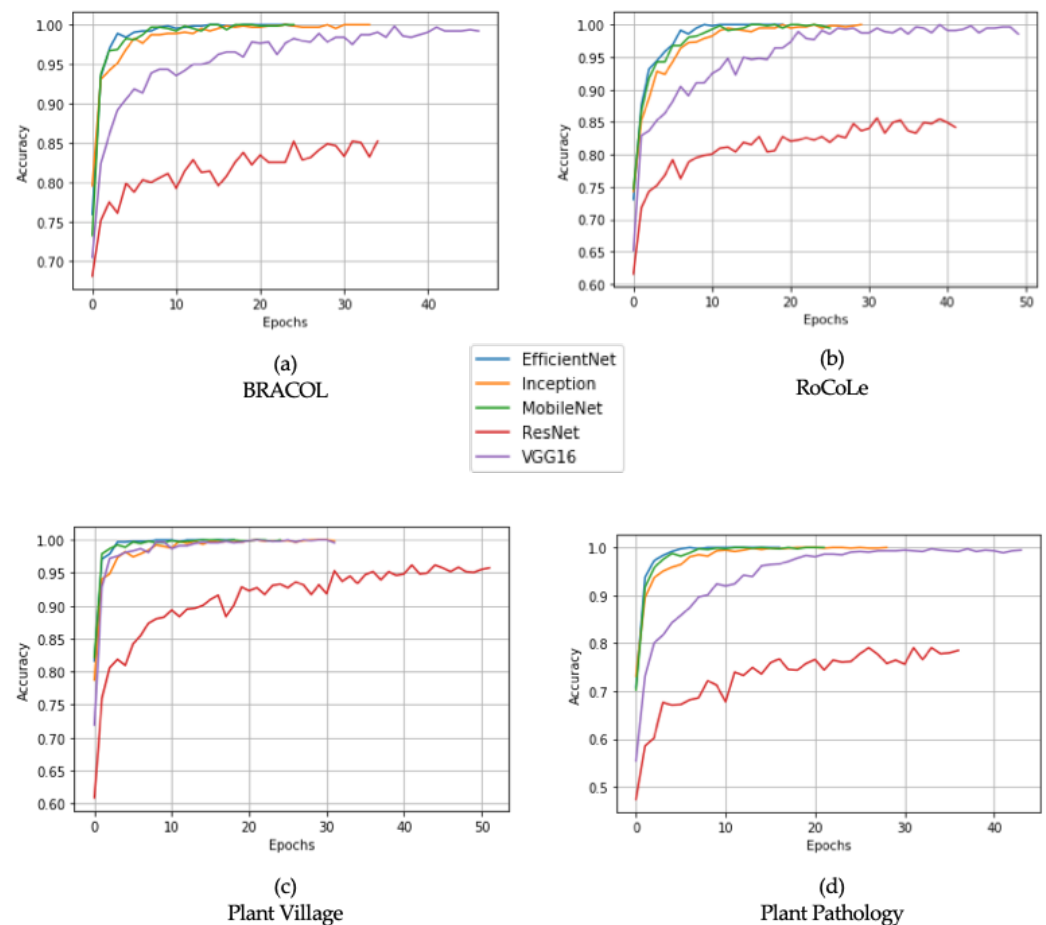 1.00
0.95
0.90
0.85
0.80
0.75
0.70
Accuracy
0 10 20 30 40
Epochs
(a)
BRACOL
1.00
0.95
0.90
0.85
0.80
0.75
0.70
0.65
0.60
Accuracy
0 10 20 30 40 50
Epochs
(b)
RoCoLe
EfficientNet
Inception
MobileNet
ResNet
VGG16
1.00
0.95
0.90
0.85
0.80
0.75
0.70
0.65
0.60
Accuracy
0 10 20 30 40 50
Epochs
(c)
Plant Village
1.0
0.9
0.8
0.7
0.6
0.5
Accuracy
0 10 20 30 40
Epochs
(d)
Plant Pathology